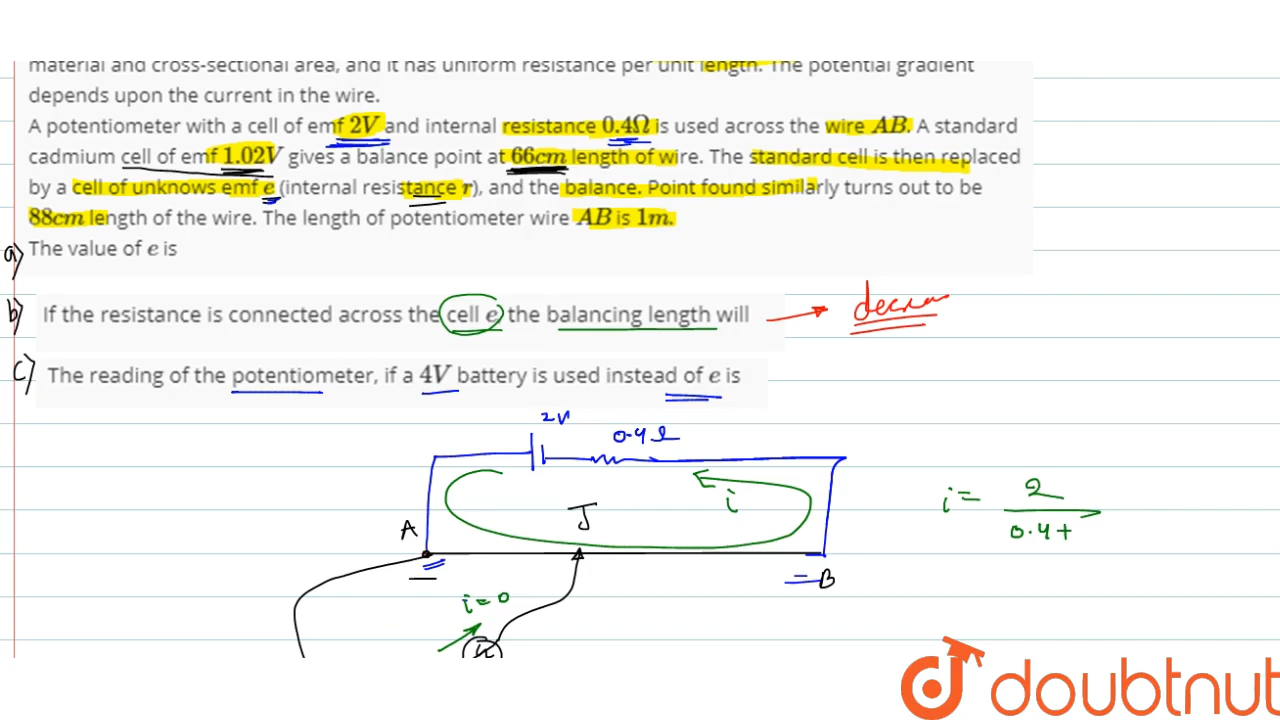 material and cross-sectional area, and it has uniform resistance per unit length. The potential gradient
depends upon the current in the wire.
A potentiometer with a cell of emf 2V and internal resistance 0.4Ω is used across the wire AB. A standard
cadmium cell of emf 1.02V gives a balance point at 66cm length of wire. The standard cell is then replaced
by a cell of unknows emf e (internal resistance r), and the balance. Point found similarly turns out to be
88cm length of the wire. The length of potentiometer wire AB is 1m.
a) The value of e is
b) If the resistance is connected across the cell e the balancing length will
c) The reading of the potentiometer, if a 4V battery is used instead of e is
2V
0.4Ω
i
i = 2 / 0.4+
J
A
B
i=0
doubtnut